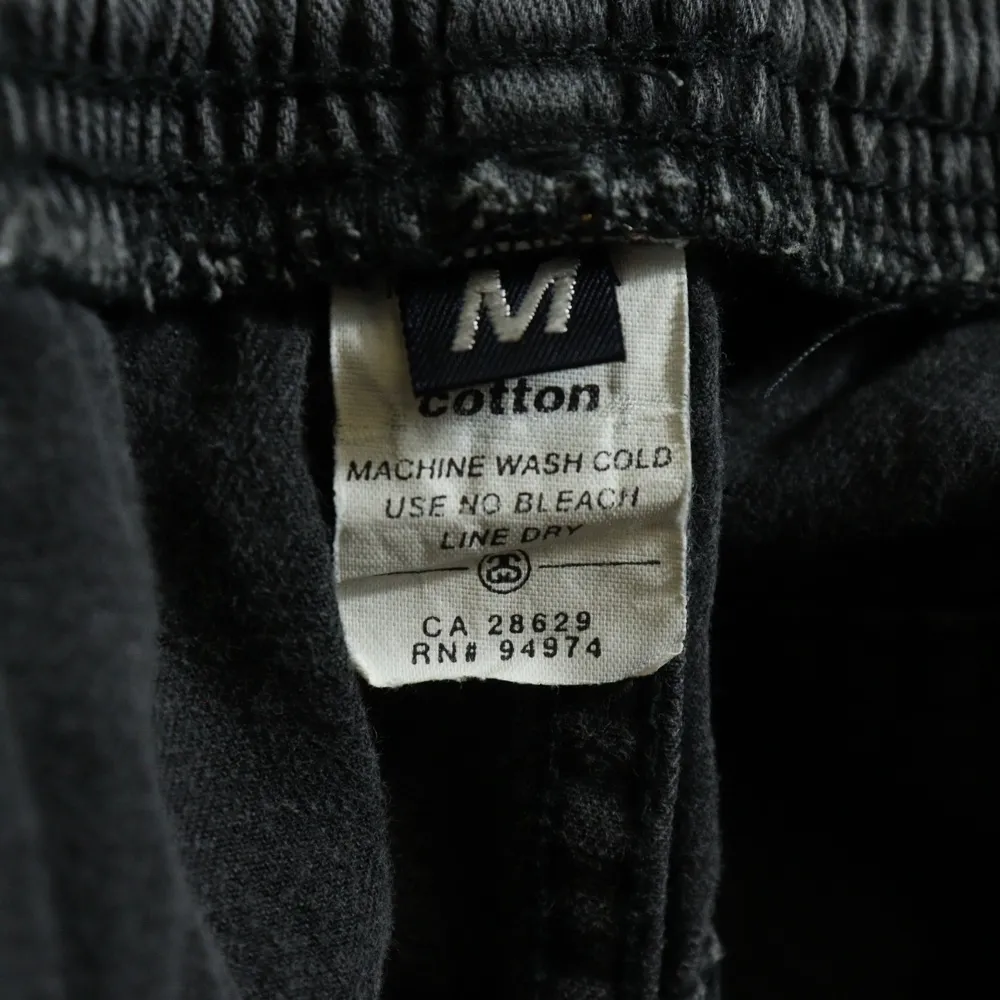 M
cotton
MACHINE WASH COLD
USE NO BLEACH
LINE DRY
CA 28629
RN# 94974